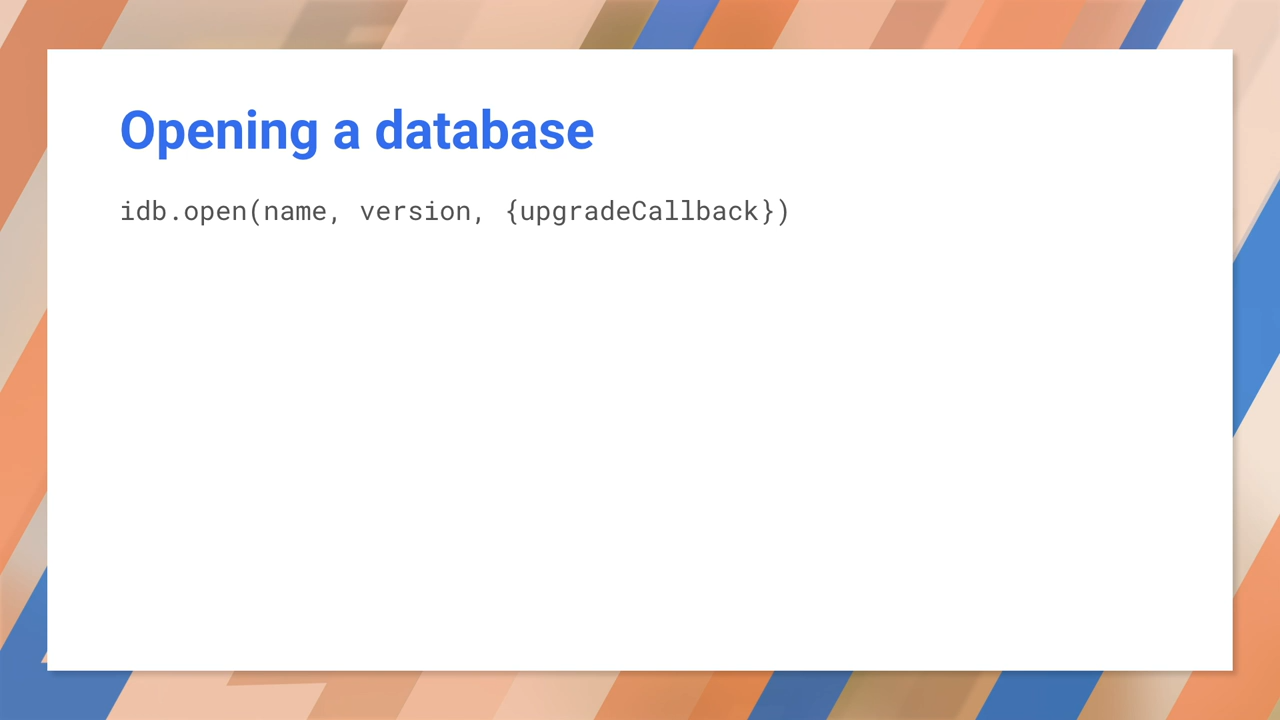 Opening a database
idb.open(name, version, {upgradeCallback})